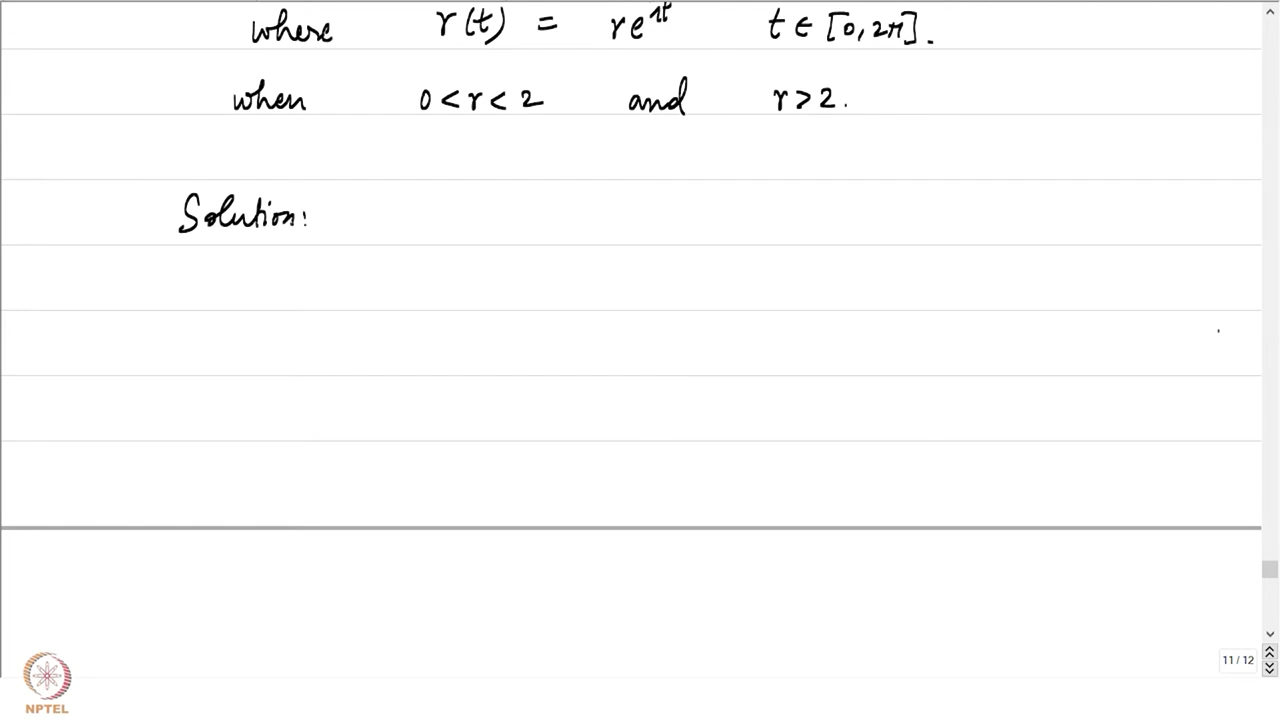 where γ(t) = re^{it} t ∈ [0, 2π].
when 0 < r < 2 and r > 2.
Solution:
11 / 12
NPTEL